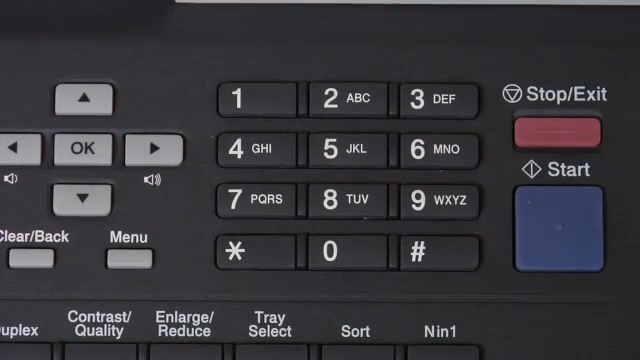 1
2 ABC
3 DEF
Stop/Exit
OK
4 GHI
5 JKL
6 MNO
Start
7 PQRS
8 TUV
9 WXYZ
Clear/Back
Menu
*
0
#
Contrast/
Quality
Enlarge/
Reduce
Tray
Select
Sort
Nin1